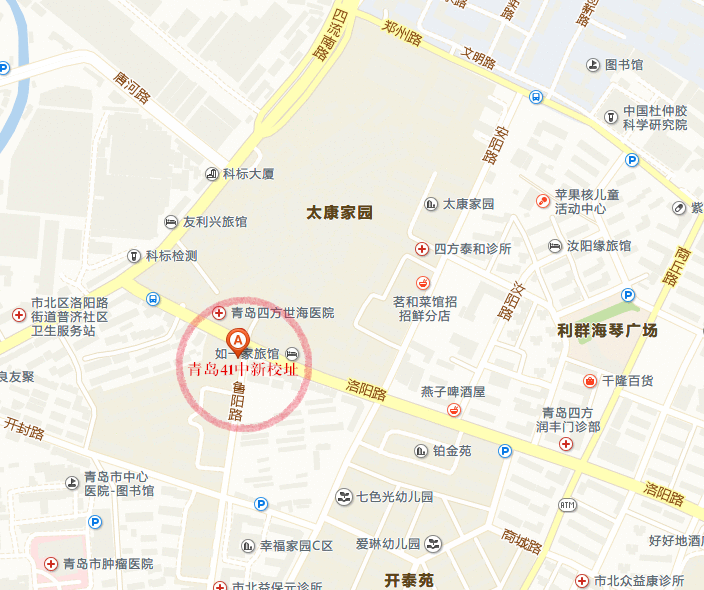 四流南路
郑州路
文明路
图书馆
唐河路
中国杜仲胶
科学研究院
安阳路
科标大厦
太康家园
太康家园
苹果核儿童
活动中心
紫
友利兴旅馆
四方泰和诊所
汝阳缘旅馆
科标检测
商丘路
汝阳路
茗和菜馆招
招鲜分店
市北区洛阳路
街道普济社区
卫生服务站
青岛四方世海医院
利群海琴广场
A
如一家旅馆
青岛41中新校址
鲁阳路
洛阳路
良友聚
千隆百货
燕子啤酒屋
青岛四方
润丰门诊部
开封路
铂金苑
青岛市中心
医院-图书馆
七色光幼儿园
洛阳路
ATM
幸福家园C区
爱琳幼儿园
商城路
好好地酒店
青岛市肿瘤医院
开泰苑
市北益保元诊所
市北众益康诊所